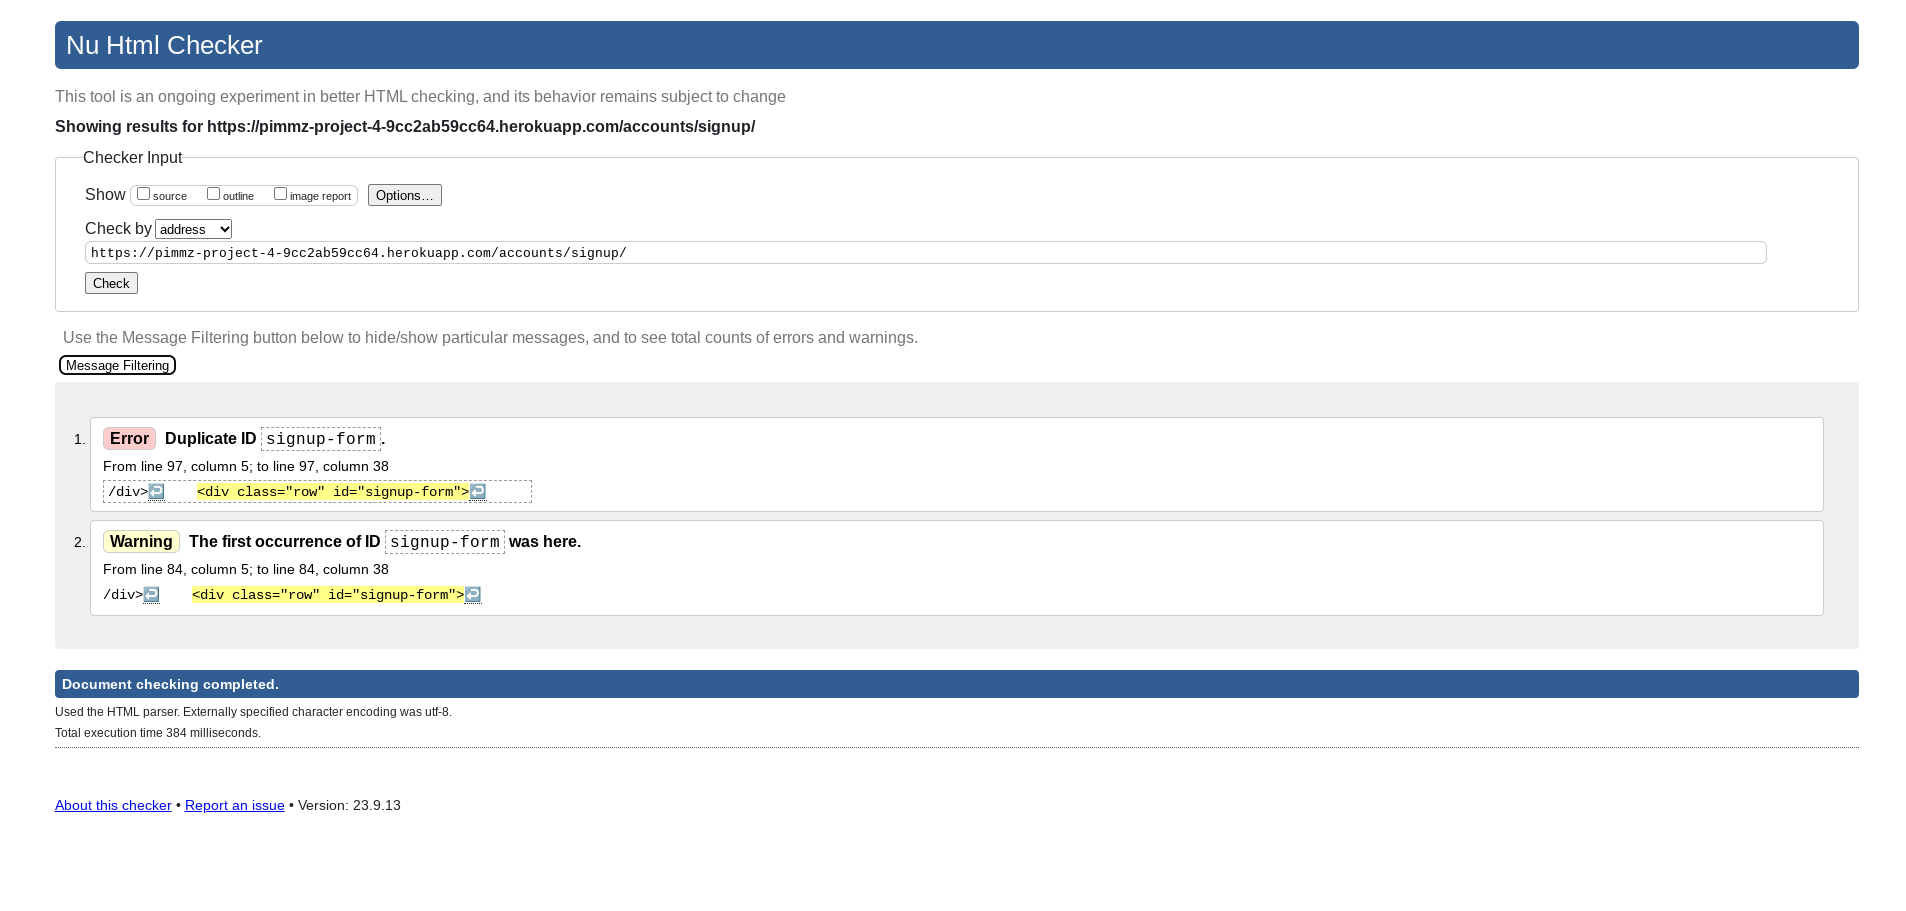 Nu Html Checker
This tool is an ongoing experiment in better HTML checking, and its behavior remains subject to change
Showing results for https://pimmz-project-4-9cc2ab59cc64.herokuapp.com/accounts/signup/
Checker Input
Show source outline image report Options...
Check by address
https://pimmz-project-4-9cc2ab59cc64.herokuapp.com/accounts/signup/
Check
Use the Message Filtering button below to hide/show particular messages, and to see total counts of errors and warnings.
Message Filtering
1. Error Duplicate ID signup-form.
From line 97, column 5; to line 97, column 38
/div>↩ <div class="row" id="signup-form">↩
2. Warning The first occurrence of ID signup-form was here.
From line 84, column 5; to line 84, column 38
/div>↩ <div class="row" id="signup-form">↩
Document checking completed.
Used the HTML parser. Externally specified character encoding was utf-8.
Total execution time 384 milliseconds.
About this checker • Report an issue • Version: 23.9.13